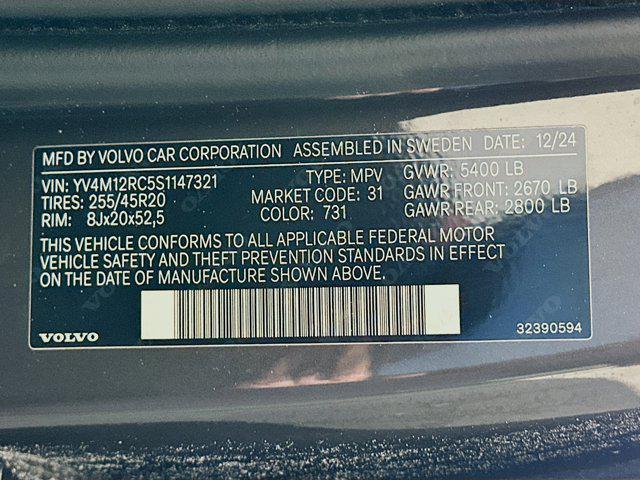 MFD BY VOLVO CAR CORPORATION ASSEMBLED IN SWEDEN DATE: 12/24
VIN: YV4M12RC5S1147321 TYPE: MPV GVWR: 5400 LB
TIRES: 255/45R20 MARKET CODE: 31 GAWR FRONT: 2670 LB
RIM: 8Jx20x52,5 COLOR: 731 GAWR REAR: 2800 LB
THIS VEHICLE CONFORMS TO ALL APPLICABLE FEDERAL MOTOR
VEHICLE SAFETY AND THEFT PREVENTION STANDARDS IN EFFECT
ON THE DATE OF MANUFACTURE SHOWN ABOVE.
VOLVO 32390594